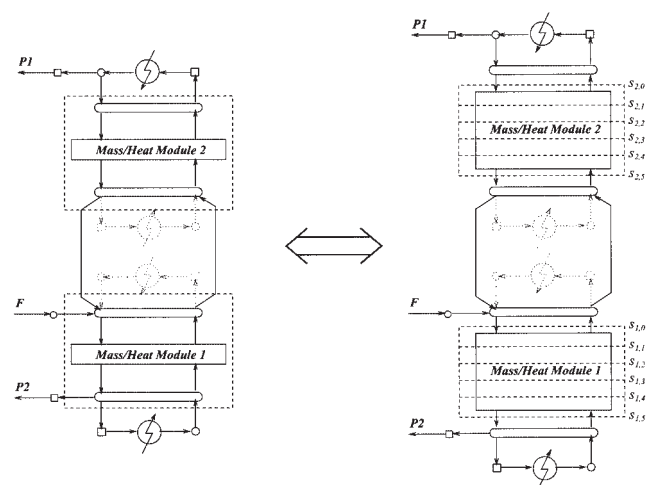 P1
Mass/Heat Module 2
F
Mass/Heat Module 1
P2
P1
S2,0
S2,1
S2,2
Mass/Heat Module 2
S2,3
S2,4
S2,5
F
S1,0
S1,1
Mass/Heat Module 1
S1,2
S1,3
S1,4
S1,5
P2